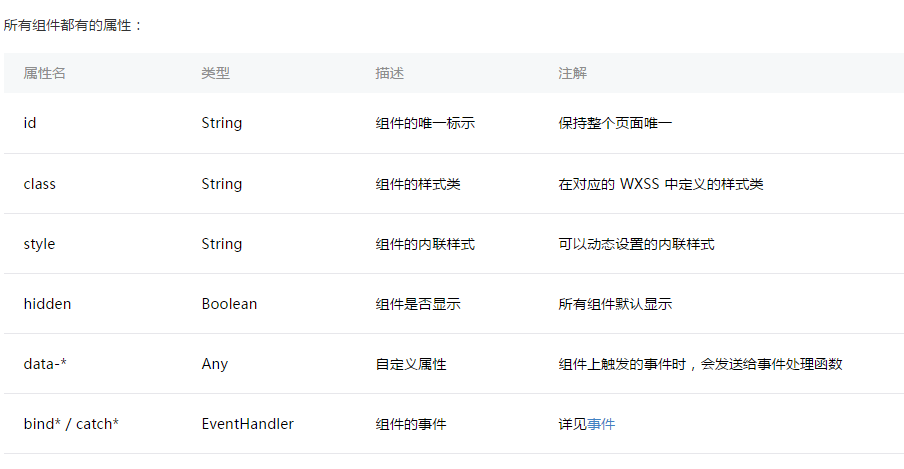 所有组件都有的属性：
属性名 类型 描述 注解
id String 组件的唯一标示 保持整个页面唯一
class String 组件的样式类 在对应的 WXSS 中定义的样式类
style String 组件的内联样式 可以动态设置的内联样式
hidden Boolean 组件是否显示 所有组件默认显示
data-* Any 自定义属性 组件上触发的事件时，会发送给事件处理函数
bind* / catch* EventHandler 组件的事件 详见事件